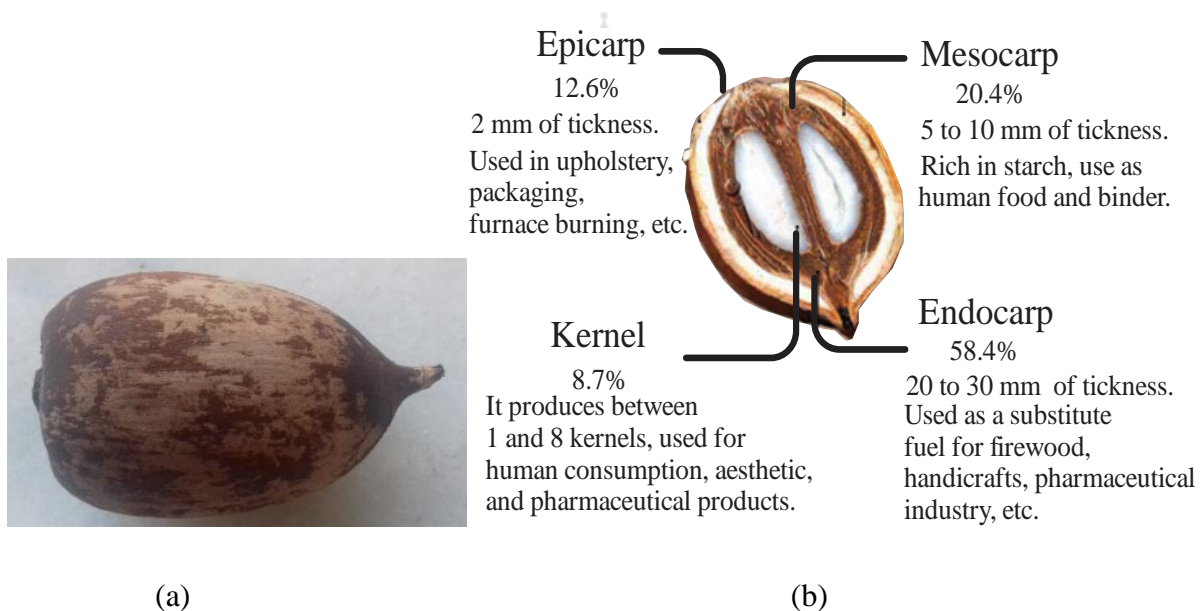 Epicarp
12.6%
2 mm of tickness.
Used in upholstery,
packaging,
furnace burning, etc.
Mesocarp
20.4%
5 to 10 mm of tickness.
Rich in starch, use as
human food and binder.
Kernel
8.7%
It produces between
1 and 8 kernels, used for
human consumption, aesthetic,
and pharmaceutical products.
Endocarp
58.4%
20 to 30 mm of tickness.
Used as a substitute
fuel for firewood,
handicrafts, pharmaceutical
industry, etc.
(a)
(b)